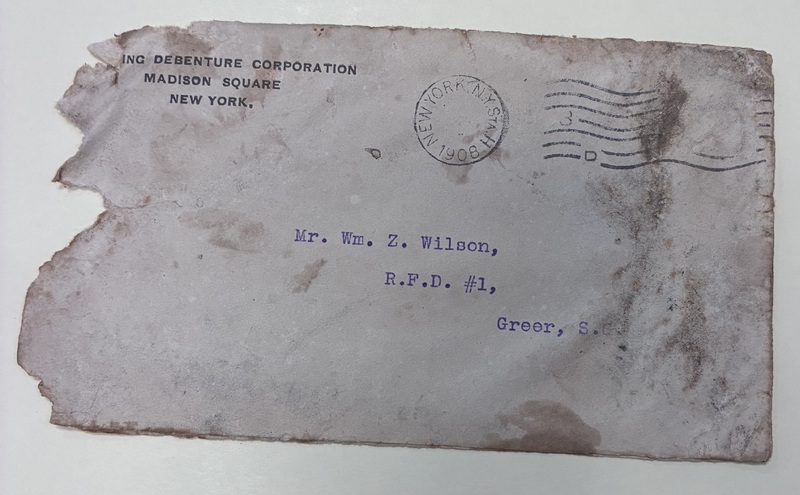 ING DEBENTURE CORPORATION
MADISON SQUARE
NEW YORK.
NEW YORK, N.Y. STA. H
1908
3
D
Mr. Wm. Z. Wilson,
R.F.D. #1,
Greer, S.C